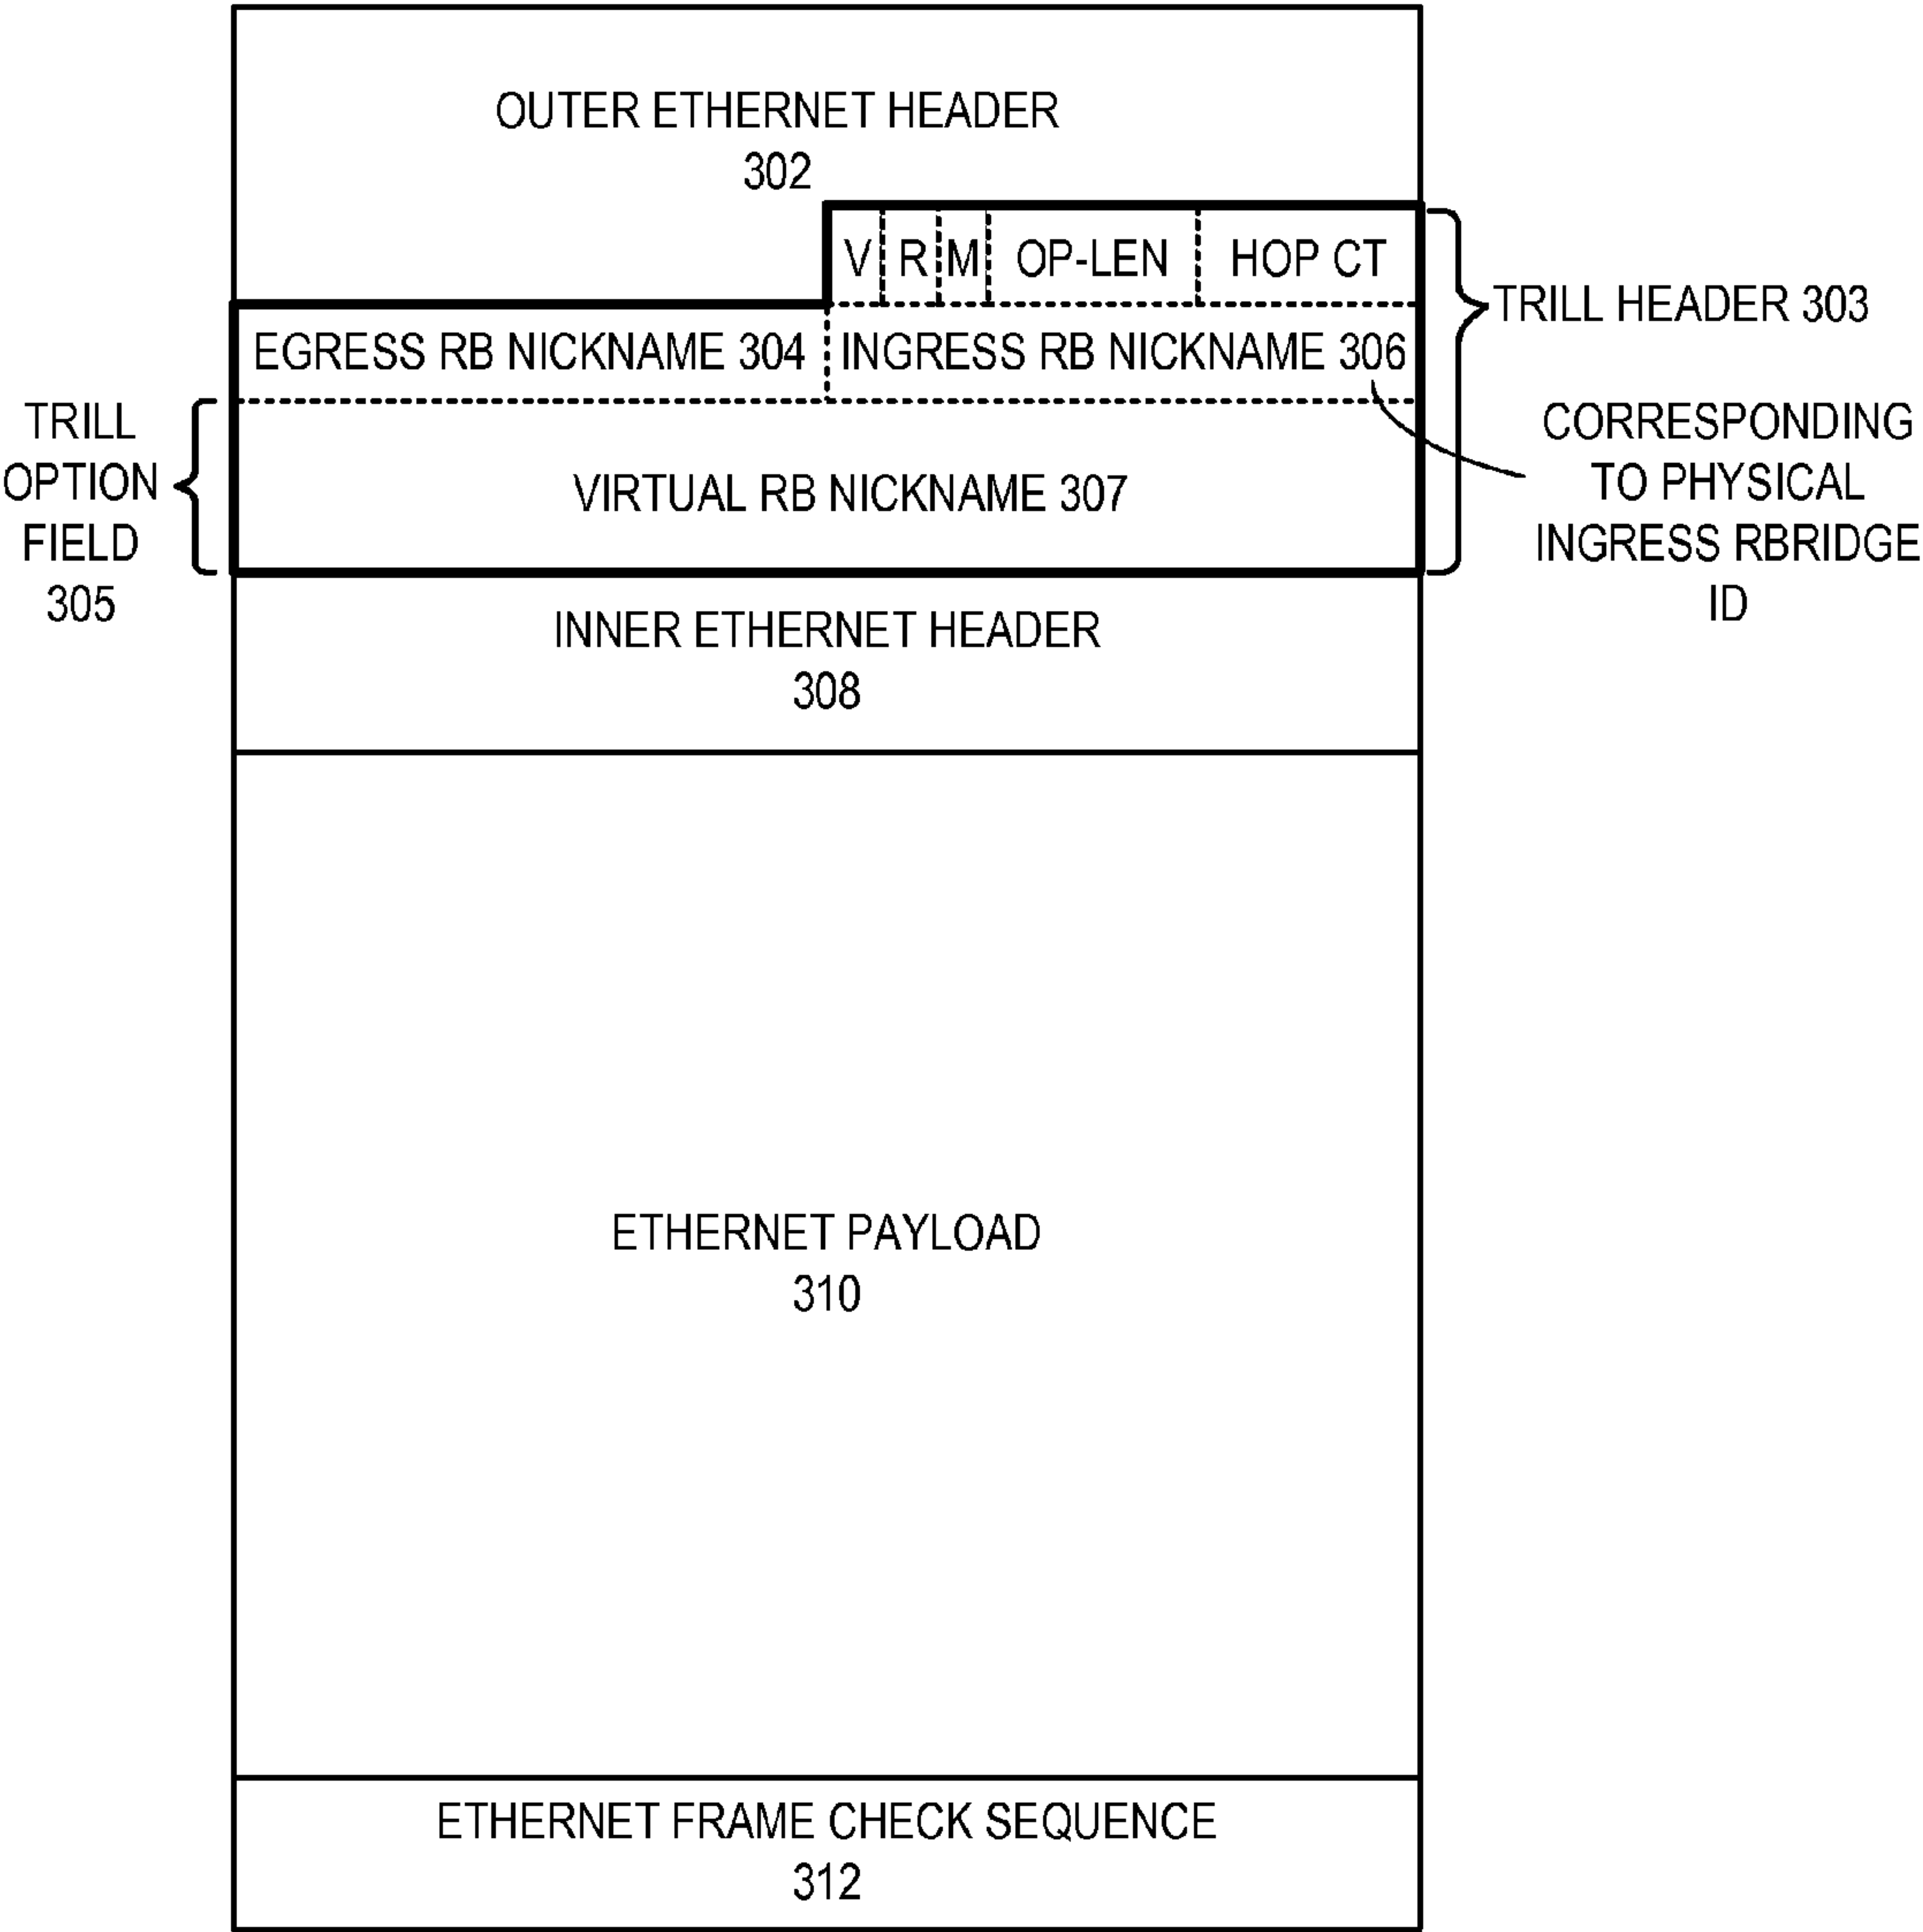 OUTER ETHERNET HEADER
302
V R M OP-LEN HOP CT
TRILL HEADER 303
EGRESS RB NICKNAME 304 INGRESS RB NICKNAME 306
TRILL
OPTION
FIELD
305
VIRTUAL RB NICKNAME 307
CORRESPONDING
TO PHYSICAL
INGRESS RBRIDGE
ID
INNER ETHERNET HEADER
308
ETHERNET PAYLOAD
310
ETHERNET FRAME CHECK SEQUENCE
312